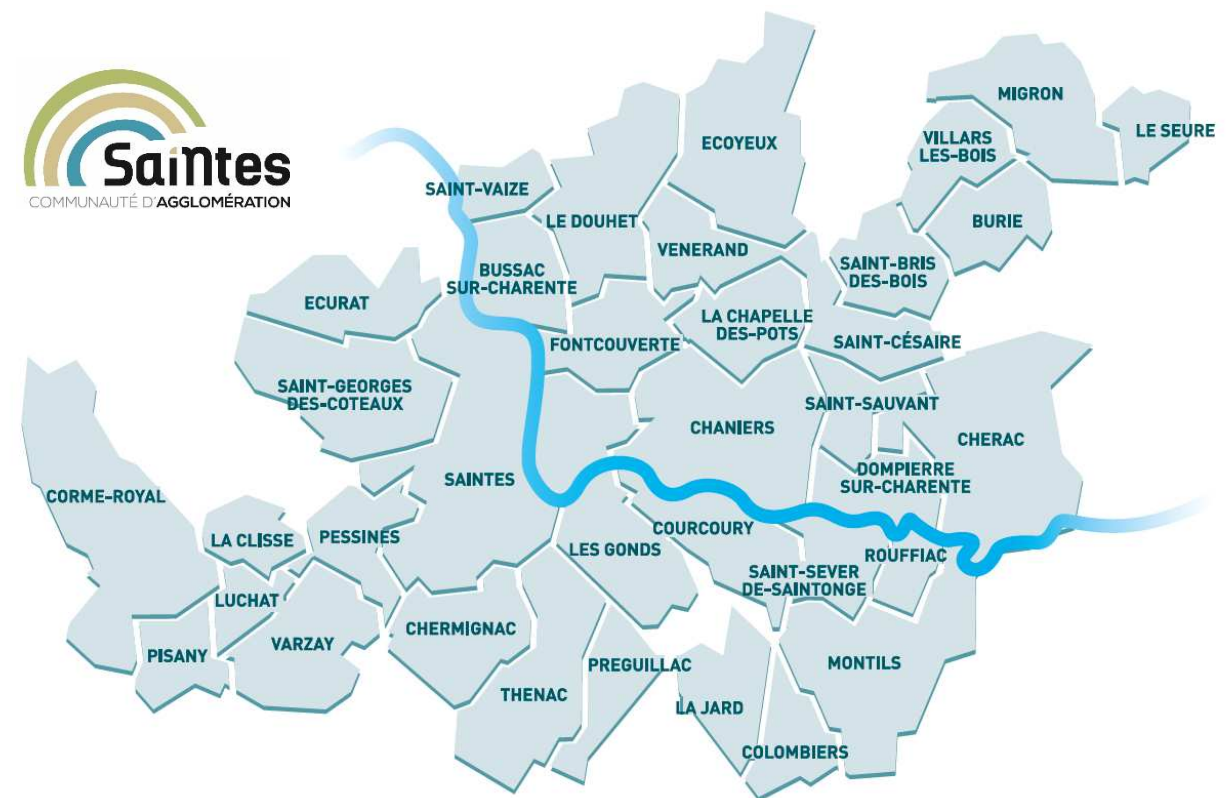 Saintes
COMMUNAUTÉ D'AGGLOMÉRATION
MIGRON
LE SEURE
ECOYEUX
VILLARS
LES-BOIS
SAINT-VAIZE
LE DOUHET
BURIE
VENERAND
BUSSAC
SUR-CHARENTE
SAINT-BRIS
DES-BOIS
ECURAT
LA CHAPELLE
DES-POTS
FONTCOUVERTE
SAINT-CÉSAIRE
SAINT-GEORGES
DES-COTEAUX
SAINT-SAUVANT
CHANIERS
CHERAC
DOMPIERRE
SUR-CHARENTE
SAINTES
CORME-ROYAL
COURCOURY
LA CLISSE
PESSINES
LES GONDS
ROUFFIAC
SAINT-SEVER
DE-SAINTONGE
LUCHAT
CHERMIGNAC
VARZAY
PISANY
PREGUILLAC
MONTILS
THENAC
LA JARD
COLOMBIERS